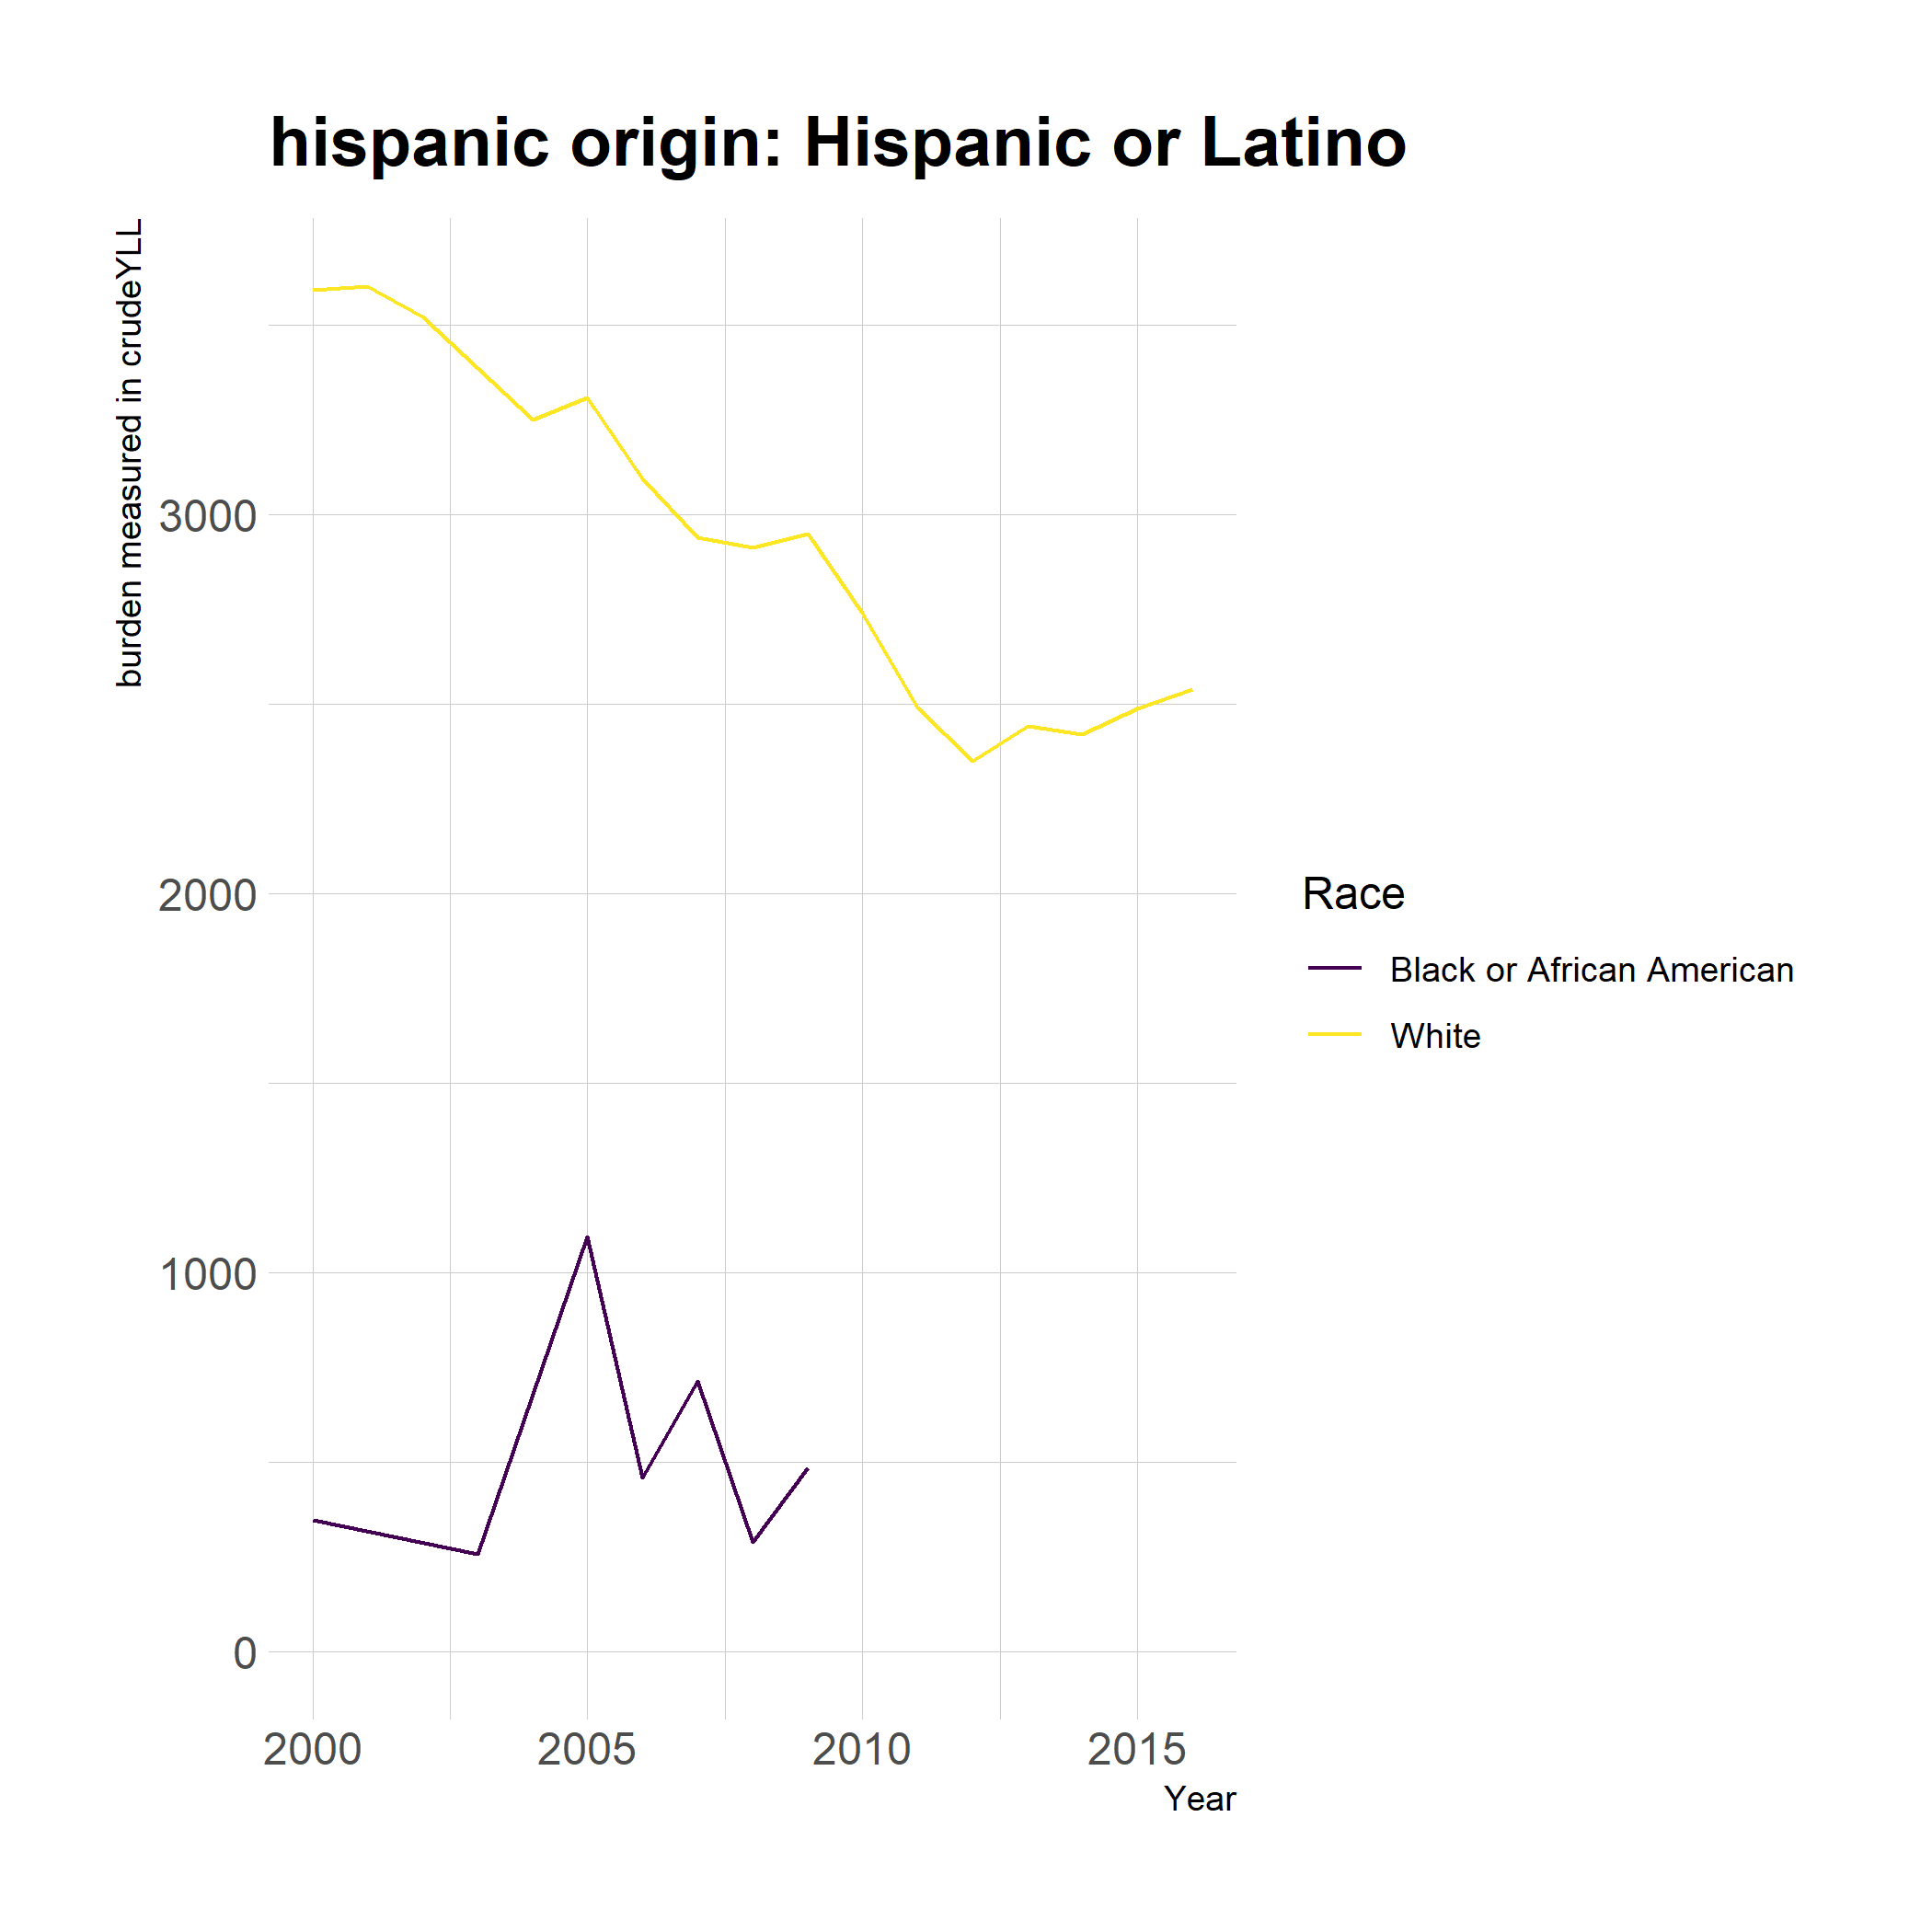 hispanic origin: Hispanic or Latino
burden measured in crudeYLL
3000
2000
1000
0
2000
2005
2010
2015
Year
Race
Black or African American
White